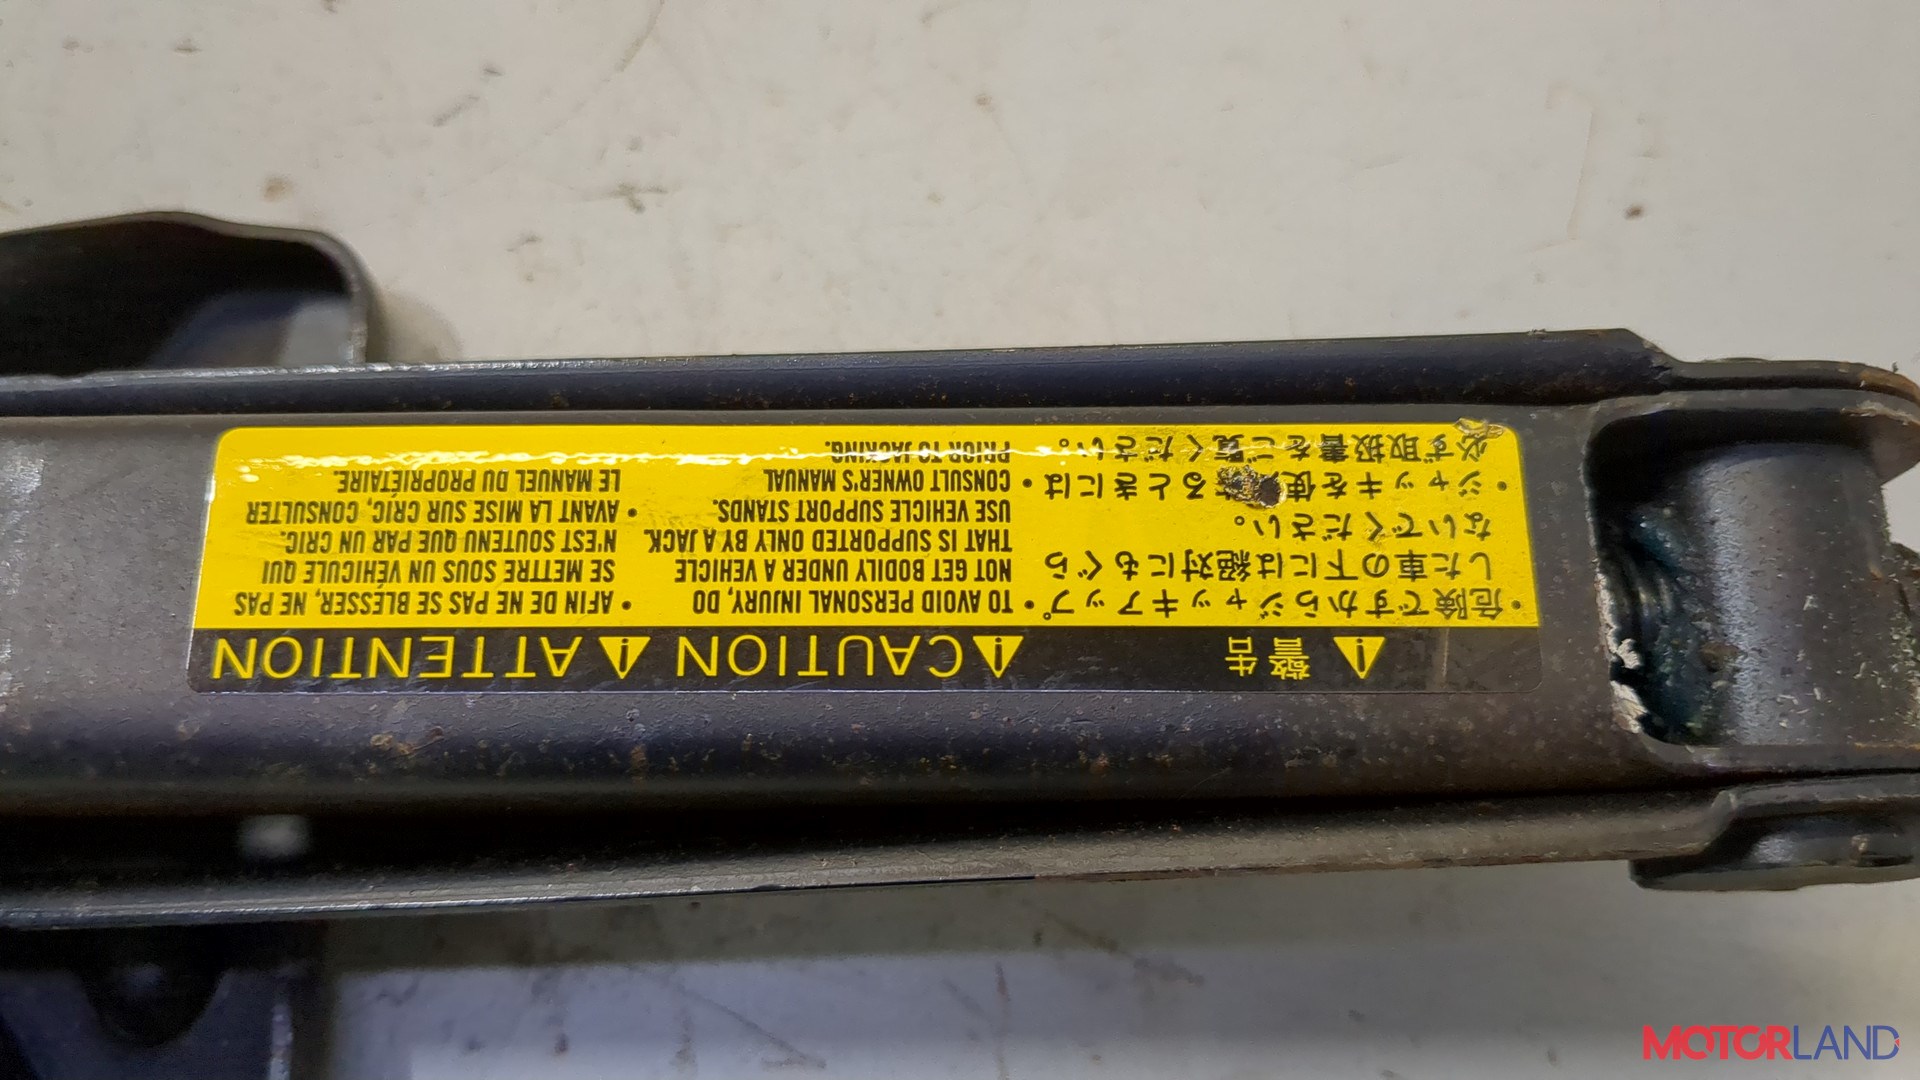 ⚠ 警告
• 危険ですからジャッキアップ
した車の下には絶対にもぐら
ないでください。
• ジャッキを使するときには
必ず取扱書をご覧ください。
⚠ CAUTION
• TO AVOID PERSONAL INJURY, DO
NOT GET BODILY UNDER A VEHICLE
THAT IS SUPPORTED ONLY BY A JACK.
USE VEHICLE SUPPORT STANDS.
• CONSULT OWNER'S MANUAL
PRIOR TO JACKING.
⚠ ATTENTION
• AFIN DE NE PAS SE BLESSER, NE PAS
SE METTRE SOUS UN VÉHICULE QUI
N'EST SOUTENU QUE PAR UN CRIC.
• AVANT LA MISE SUR CRIC, CONSULTER
LE MANUEL DU PROPRIÉTAIRE.
MOTORLAND